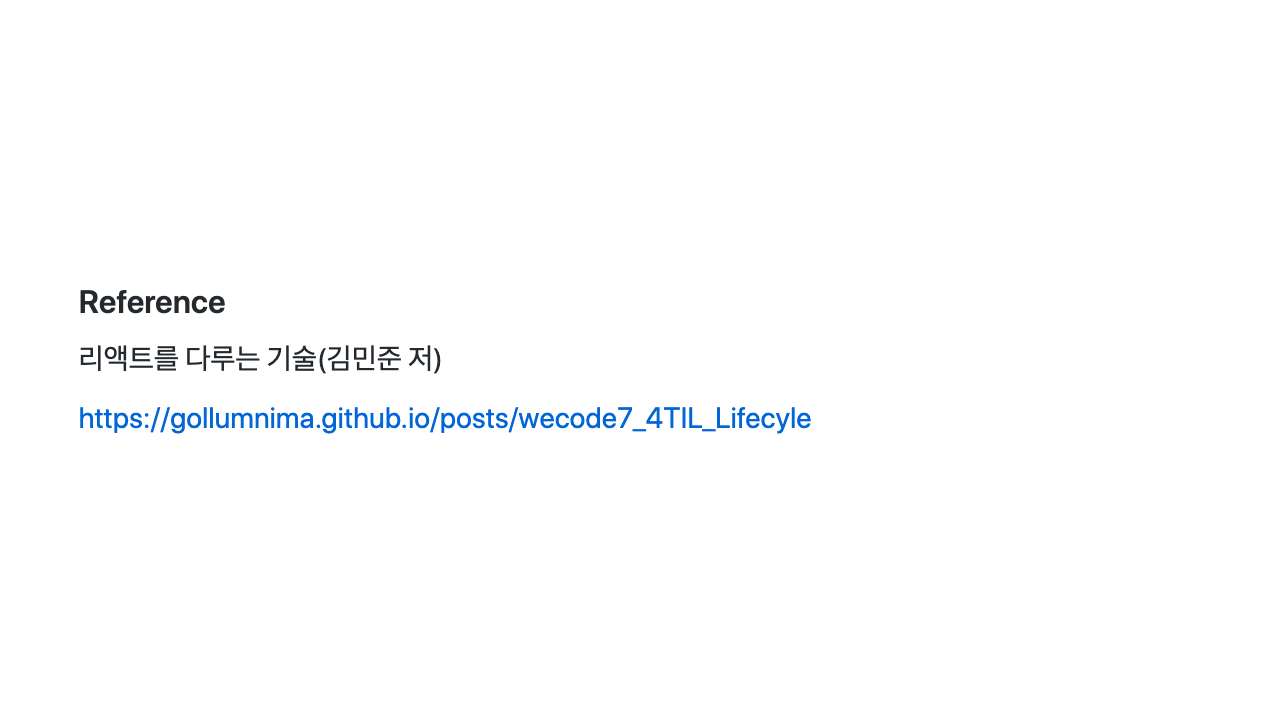 Reference
리액트를 다루는 기술(김민준 저)
https://gollumnima.github.io/posts/wecode7_4TIL_Lifecyle